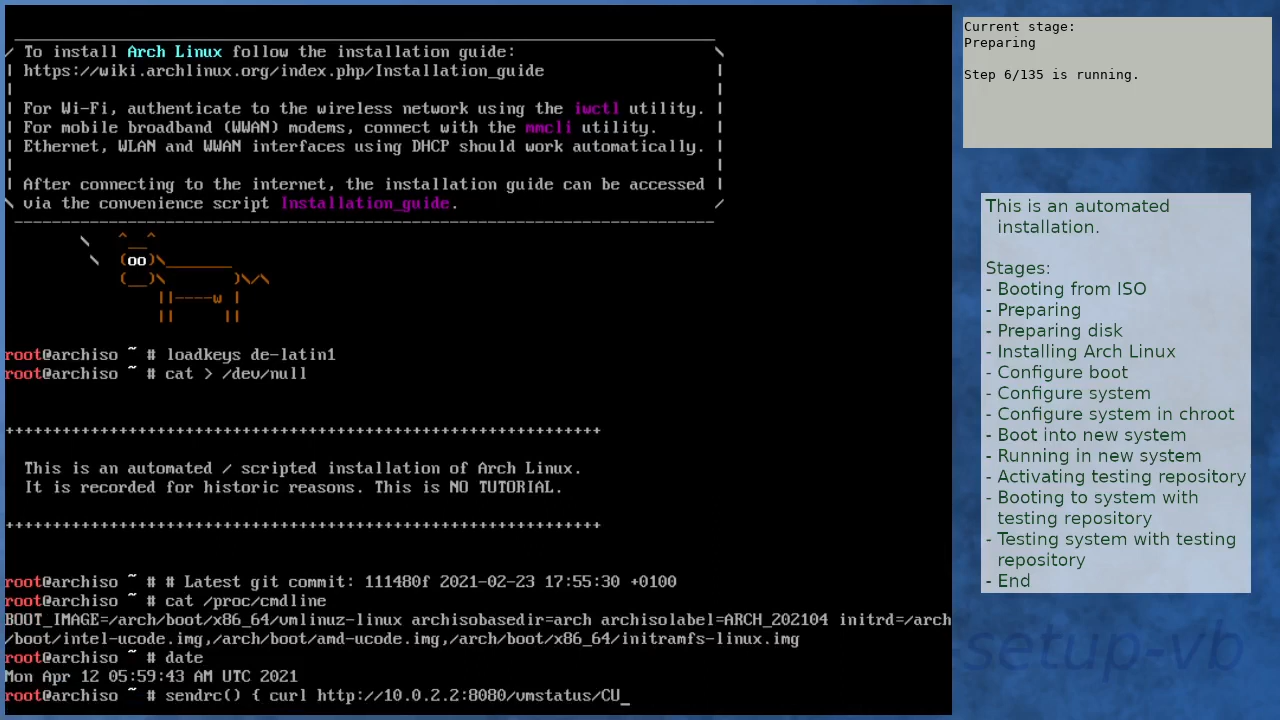 / To install Arch Linux follow the installation guide: \
| https://wiki.archlinux.org/index.php/Installation_guide |
| |
| For Wi-Fi, authenticate to the wireless network using the iwctl utility. |
| For mobile broadband (WWAN) modems, connect with the mmcli utility. |
| Ethernet, WLAN and WWAN interfaces using DHCP should work automatically. |
| |
| After connecting to the internet, the installation guide can be accessed |
\ via the convenience script Installation_guide. /
\ ^__^
\ (oo)\_______
(__)\ )\/\
||----w |
|| ||
root@archiso ~ # loadkeys de-latin1
root@archiso ~ # cat > /dev/null
+++++++++++++++++++++++++++++++++++++++++++++++++++++++++++++++
This is an automated / scripted installation of Arch Linux.
It is recorded for historic reasons. This is NO TUTORIAL.
+++++++++++++++++++++++++++++++++++++++++++++++++++++++++++++++
root@archiso ~ # # Latest git commit: 111480f 2021-02-23 17:55:30 +0100
root@archiso ~ # cat /proc/cmdline
BOOT_IMAGE=/arch/boot/x86_64/vmlinuz-linux archisobasedir=arch archisolabel=ARCH_202104 initrd=/arch
/boot/intel-ucode.img,/arch/boot/amd-ucode.img,/arch/boot/x86_64/initramfs-linux.img
root@archiso ~ # date
Mon Apr 12 05:59:43 AM UTC 2021
root@archiso ~ # sendrc() { curl http://10.0.2.2:8080/vmstatus/CU_
Current stage:
Preparing
Step 6/135 is running.
This is an automated
installation.
Stages:
- Booting from ISO
- Preparing
- Preparing disk
- Installing Arch Linux
- Configure boot
- Configure system
- Configure system in chroot
- Boot into new system
- Running in new system
- Activating testing repository
- Booting to system with
testing repository
- Testing system with testing
repository
- End
setup-vb